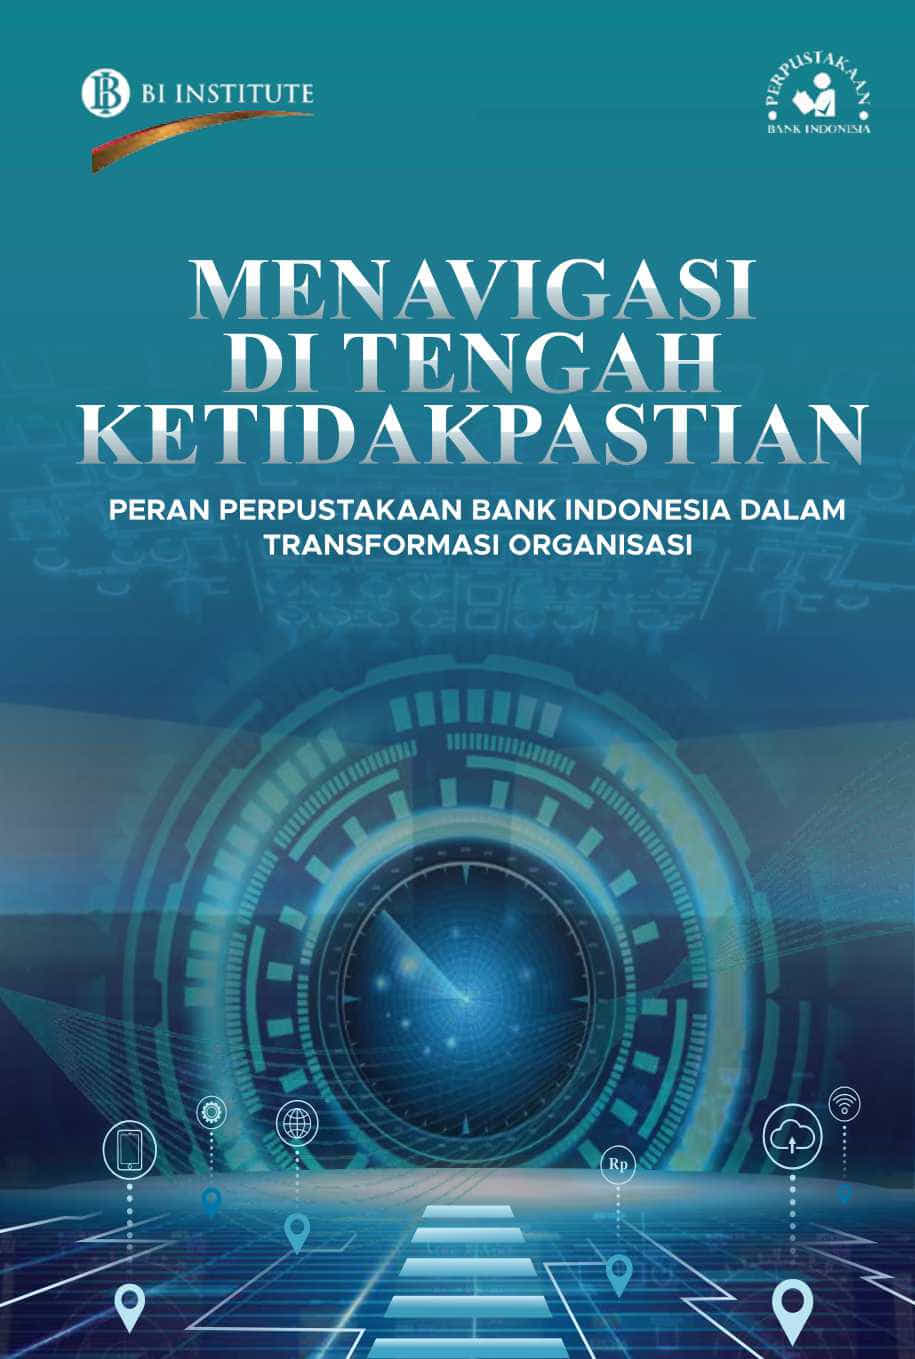 BI INSTITUTE
PERPUSTAKAAN
BANK INDONESIA
MENAVIGASI
DI TENGAH
KETIDAKPASTIAN
PERAN PERPUSTAKAAN BANK INDONESIA DALAM
TRANSFORMASI ORGANISASI
Rp